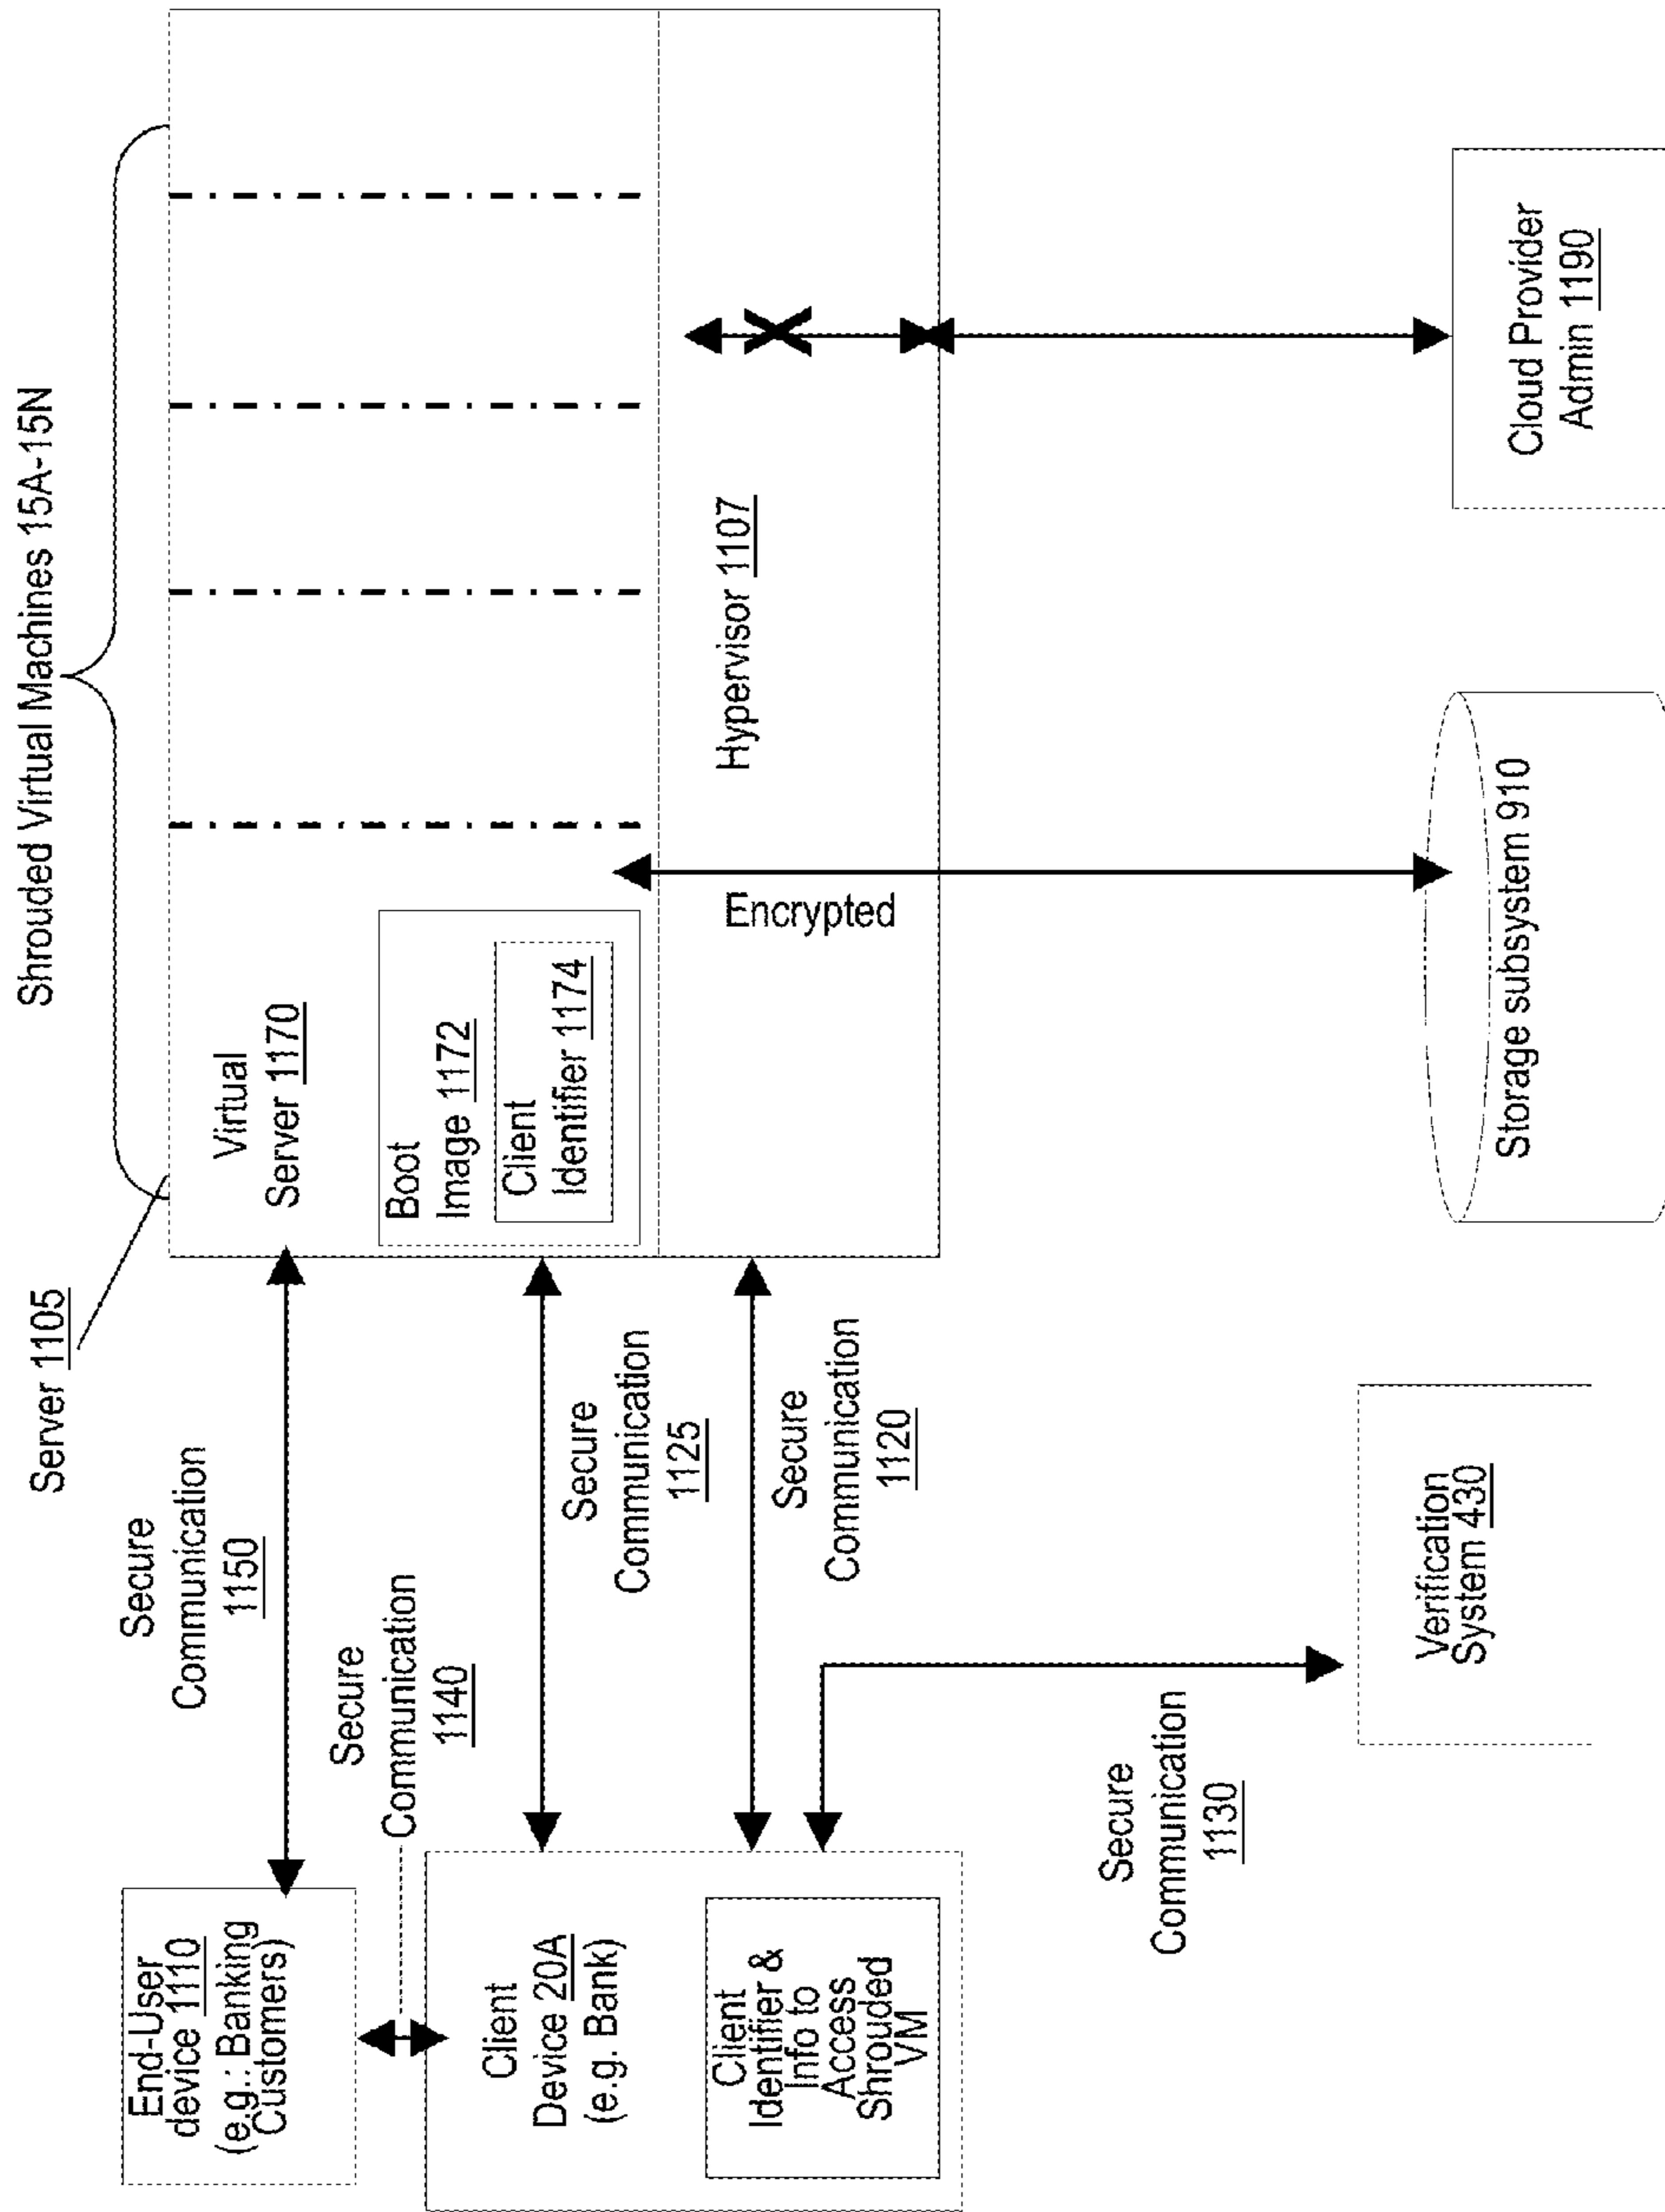 Shrouded Virtual Machines 15A-15N
Server 1105
End-User
device 1110
(e.g.: Banking
Customers)
Secure
Communication
1150
Virtual
Server 1170
Secure
Communication
1140
Client
Device 20A
(e.g. Bank)
Secure
Communication
1125
Boot
Image 1172
Client
Identifier 1174
Client
Identifier &
Info to
Access
Shrouded
VM
Secure
Communication
1120
Hypervisor 1107
Encrypted
Secure
Communication
1130
Verification
System 430
Storage subsystem 910
Cloud Provider
Admin 1190